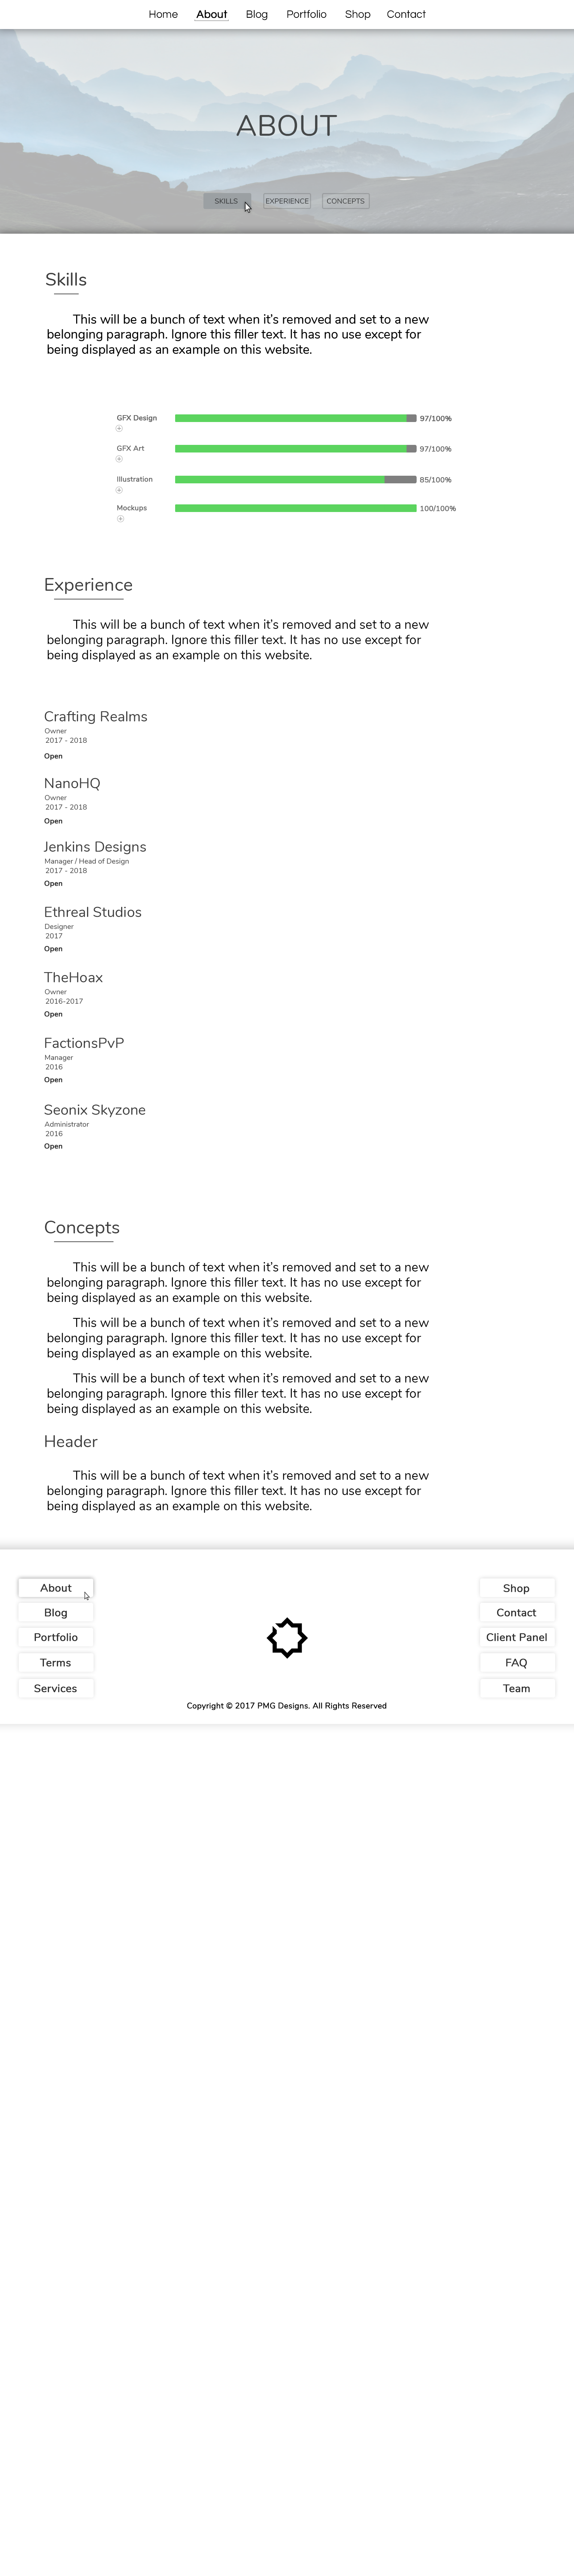 Home About Blog Portfolio Shop Contact
ABOUT
SKILLS EXPERIENCE CONCEPTS
Skills
This will be a bunch of text when it's removed and set to a new
belonging paragraph. Ignore this filler text. It has no use except for
being displayed as an example on this website.
GFX Design 97/100%
GFX Art 97/100%
Illustration 85/100%
Mockups 100/100%
Experience
This will be a bunch of text when it's removed and set to a new
belonging paragraph. Ignore this filler text. It has no use except for
being displayed as an example on this website.
Crafting Realms
Owner
2017 - 2018
Open
NanoHQ
Owner
2017 - 2018
Open
Jenkins Designs
Manager / Head of Design
2017 - 2018
Open
Ethreal Studios
Designer
2017
Open
TheHoax
Owner
2016-2017
Open
FactionsPvP
Manager
2016
Open
Seonix Skyzone
Administrator
2016
Open
Concepts
This will be a bunch of text when it's removed and set to a new
belonging paragraph. Ignore this filler text. It has no use except for
being displayed as an example on this website.
This will be a bunch of text when it's removed and set to a new
belonging paragraph. Ignore this filler text. It has no use except for
being displayed as an example on this website.
This will be a bunch of text when it's removed and set to a new
belonging paragraph. Ignore this filler text. It has no use except for
being displayed as an example on this website.
Header
This will be a bunch of text when it's removed and set to a new
belonging paragraph. Ignore this filler text. It has no use except for
being displayed as an example on this website.
About
Blog
Portfolio
Terms
Services
Shop
Contact
Client Panel
FAQ
Team
Copyright © 2017 PMG Designs. All Rights Reserved